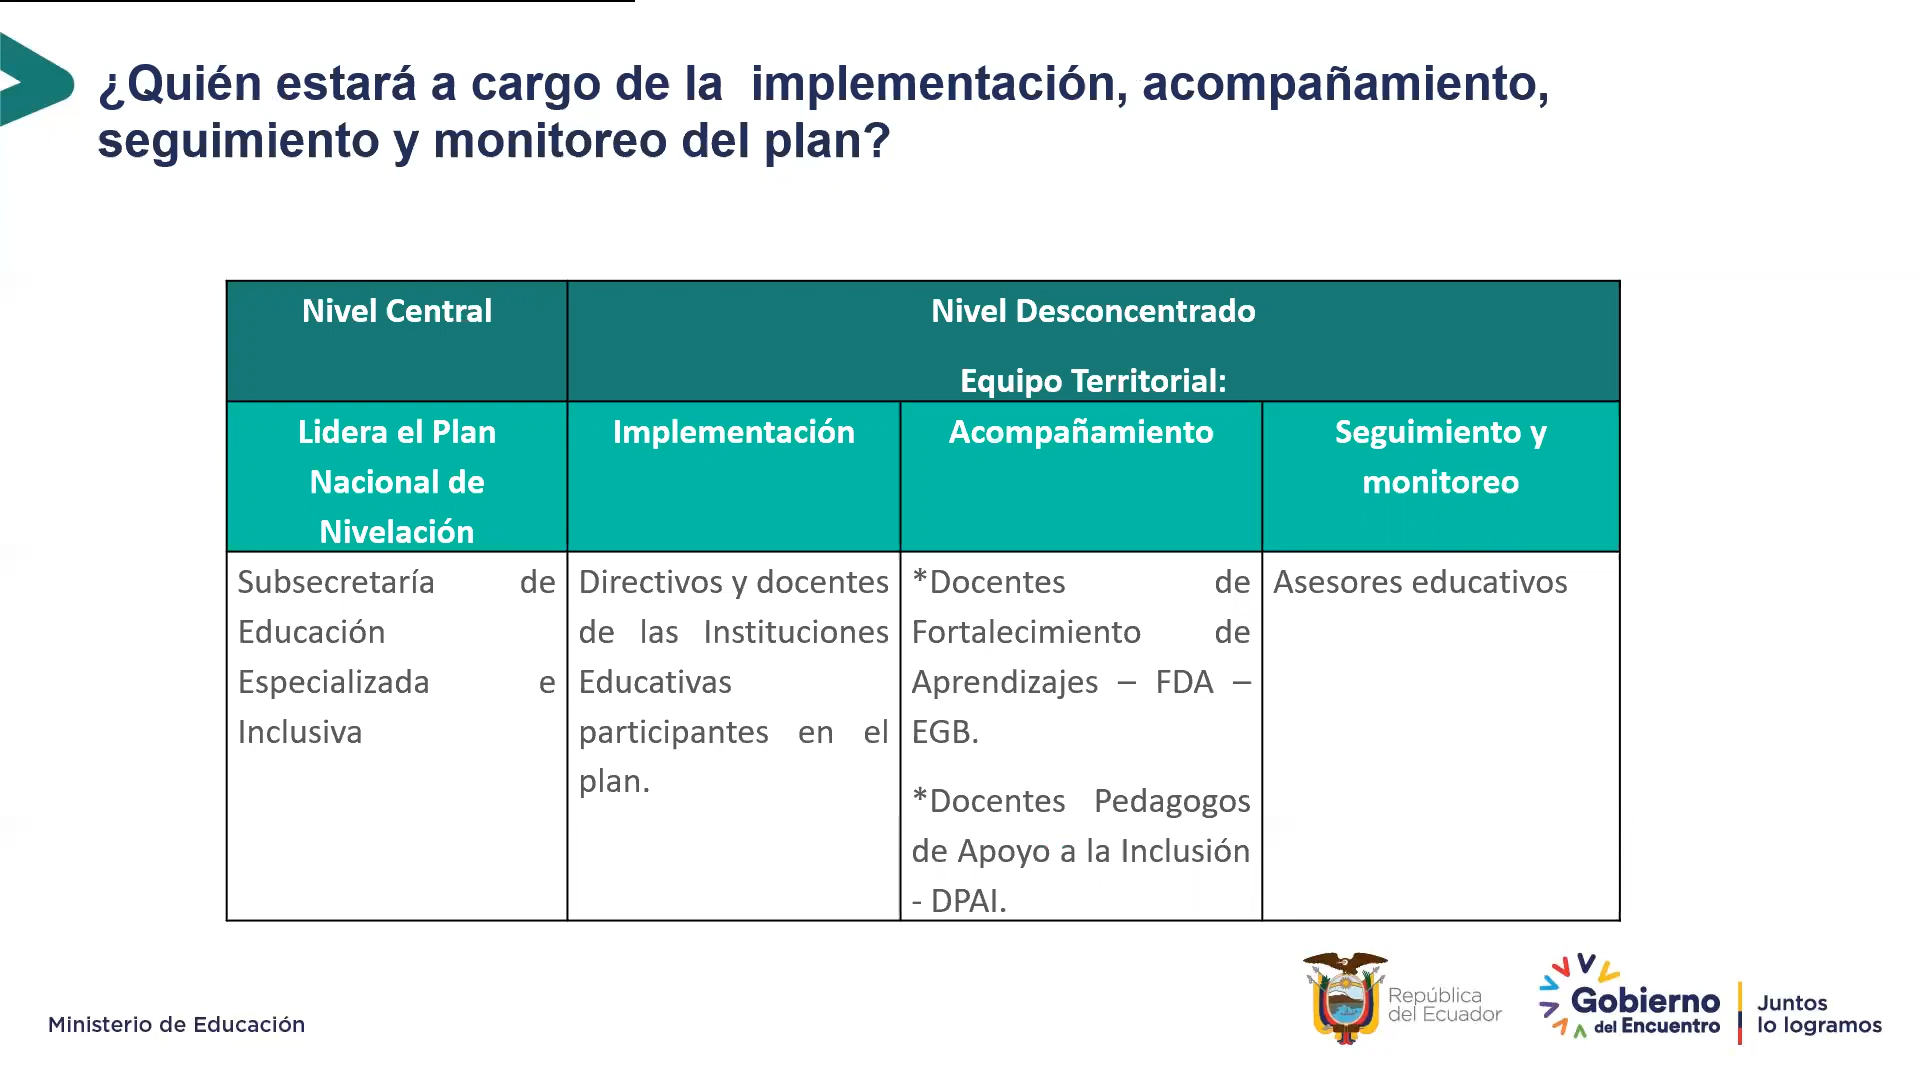 ¿Quién estará a cargo de la  implementación, acompañamiento,
seguimiento y monitoreo del plan?
Nivel Central
Nivel Desconcentrado
Equipo Territorial:
Lidera el Plan
Nacional de
Nivelación
Implementación
Acompañamiento
Seguimiento y
monitoreo
Subsecretaría de
Educación
Especializada e
Inclusiva
Directivos y docentes
de las Instituciones
Educativas
participantes en el
plan.
*Docentes de
Fortalecimiento de
Aprendizajes – FDA –
EGB.
*Docentes Pedagogos
de Apoyo a la Inclusión
- DPAI.
Asesores educativos
Ministerio de Educación
República
del Ecuador
Gobierno
del Encuentro
Juntos
lo logramos